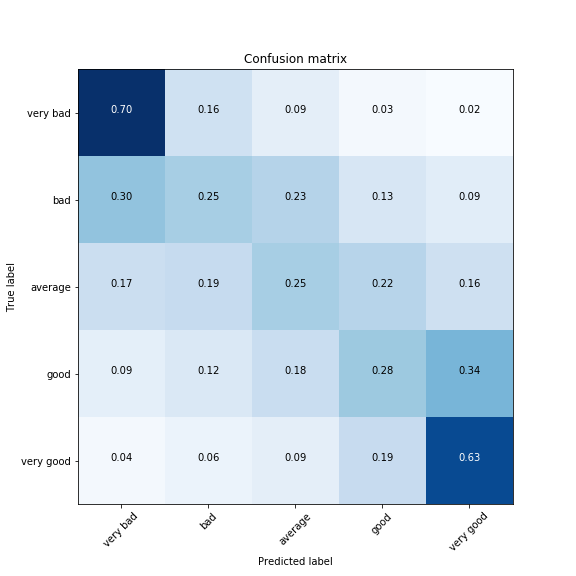 Confusion matrix
very bad 0.70 0.16 0.09 0.03 0.02
bad 0.30 0.25 0.23 0.13 0.09
True label
average 0.17 0.19 0.25 0.22 0.16
good 0.09 0.12 0.18 0.28 0.34
very good 0.04 0.06 0.09 0.19 0.63
very bad bad average good very good
Predicted label